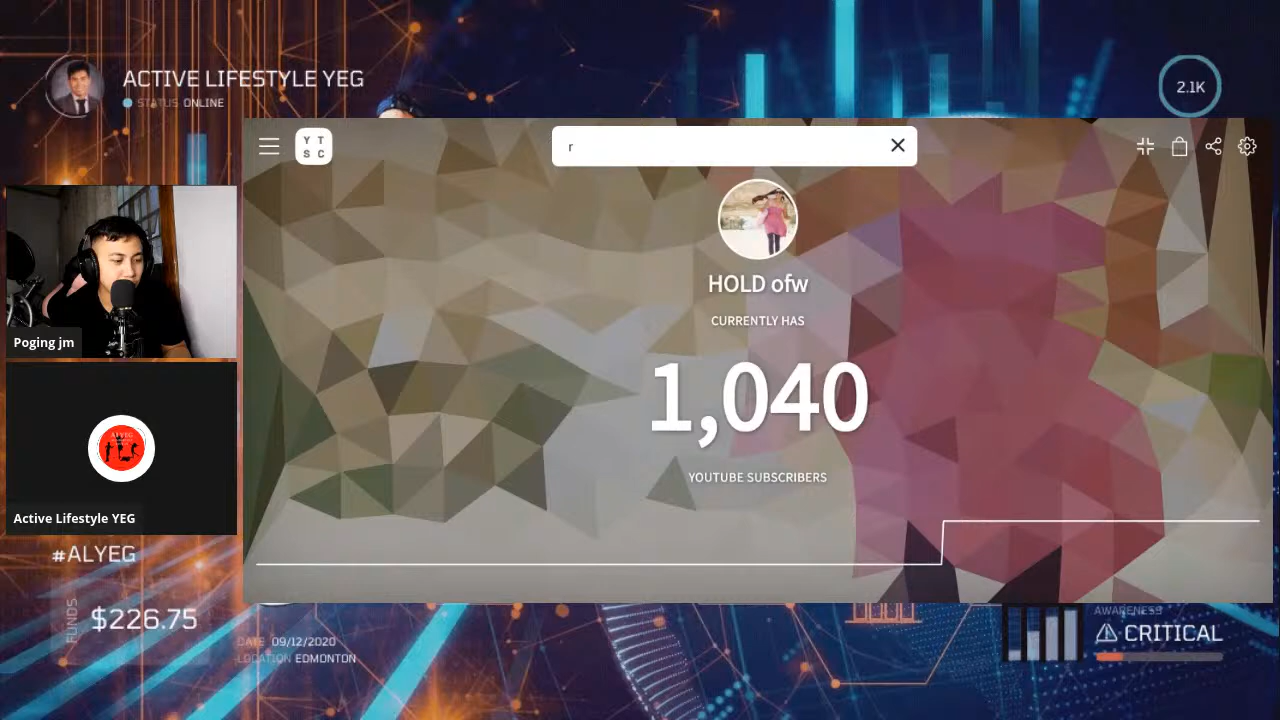 ACTIVE LIFESTYLE YEG
STATUS ONLINE
2.1K
Y T
S C
r
HOLD ofw
CURRENTLY HAS
1,040
YOUTUBE SUBSCRIBERS
Poging jm
Active Lifestyle YEG
#ALYEG
FUNDS
$226.75
DATE 09/12/2020
LOCATION EDMONTON
AWARENESS
CRITICAL